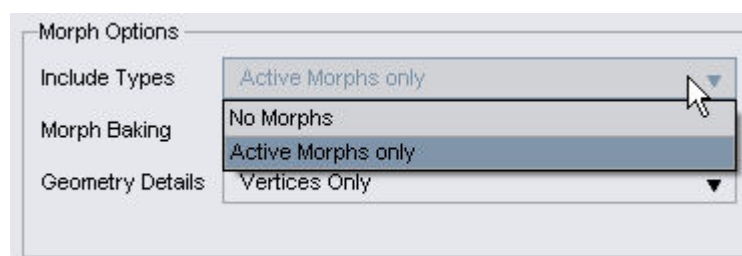 Morph Options
Include Types Active Morphs only
No Morphs
Morph Baking
Active Morphs only
Geometry Details Vertices Only